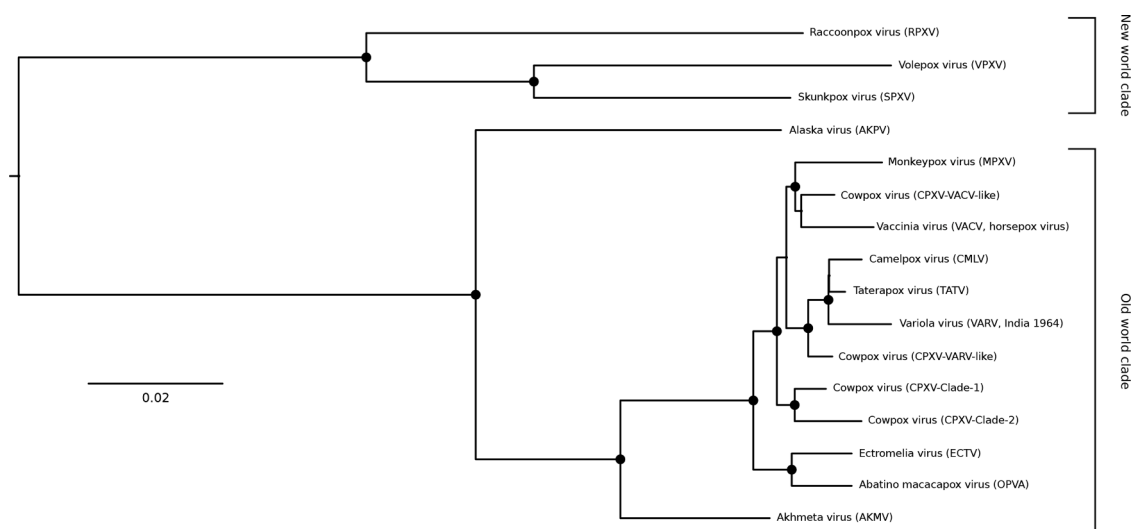 Raccoonpox virus (RPXV)
Volepox virus (VPXV)
Skunkpox virus (SPXV)
New world clade
Alaska virus (AKPV)
Monkeypox virus (MPXV)
Cowpox virus (CPXV-VACV-like)
Vaccinia virus (VACV, horsepox virus)
Camelpox virus (CMLV)
Taterapox virus (TATV)
Variola virus (VARV, India 1964)
Cowpox virus (CPXV-VARV-like)
Cowpox virus (CPXV-Clade-1)
Cowpox virus (CPXV-Clade-2)
Ectromelia virus (ECTV)
Abatino macacapox virus (OPVA)
Akhmeta virus (AKMV)
Old world clade
0.02